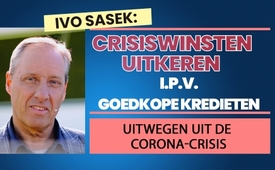 IVO SASEK:
CRISISWINSTEN
UITKEREN
I.P.V.
GOEDKOPE KREDIETEN
UITWEGEN UIT DE
CORONA-CRISIS